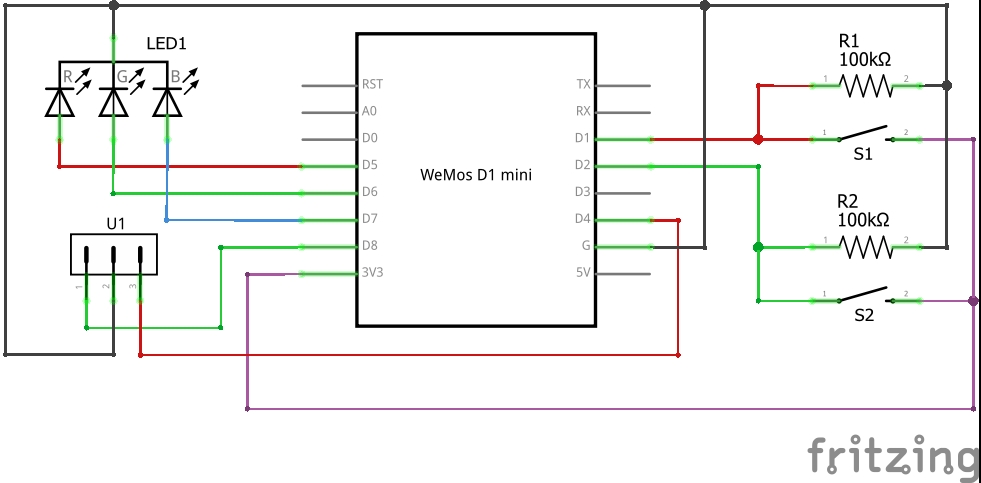 LED1
R G B
U1
1 2 3
RST
A0
D0
D5
D6
D7
D8
3V3
WeMos D1 mini
TX
RX
D1
D2
D3
D4
G
5V
R1
100kΩ
1 2
1 2
S1
R2
100kΩ
1 2
1 2
S2
fritzing